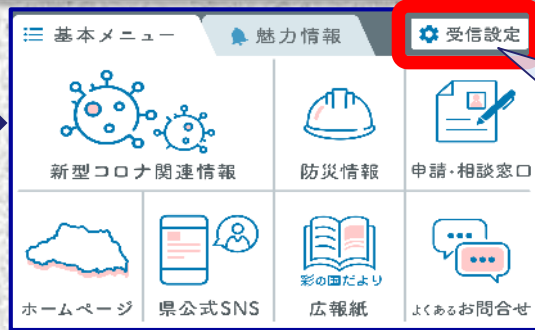 基本メニュー
魅力情報
受信設定
新型コロナ関連情報
防災情報
申請・相談窓口
彩の国だより
ホームページ
県公式SNS
広報紙
よくあるお問合せ